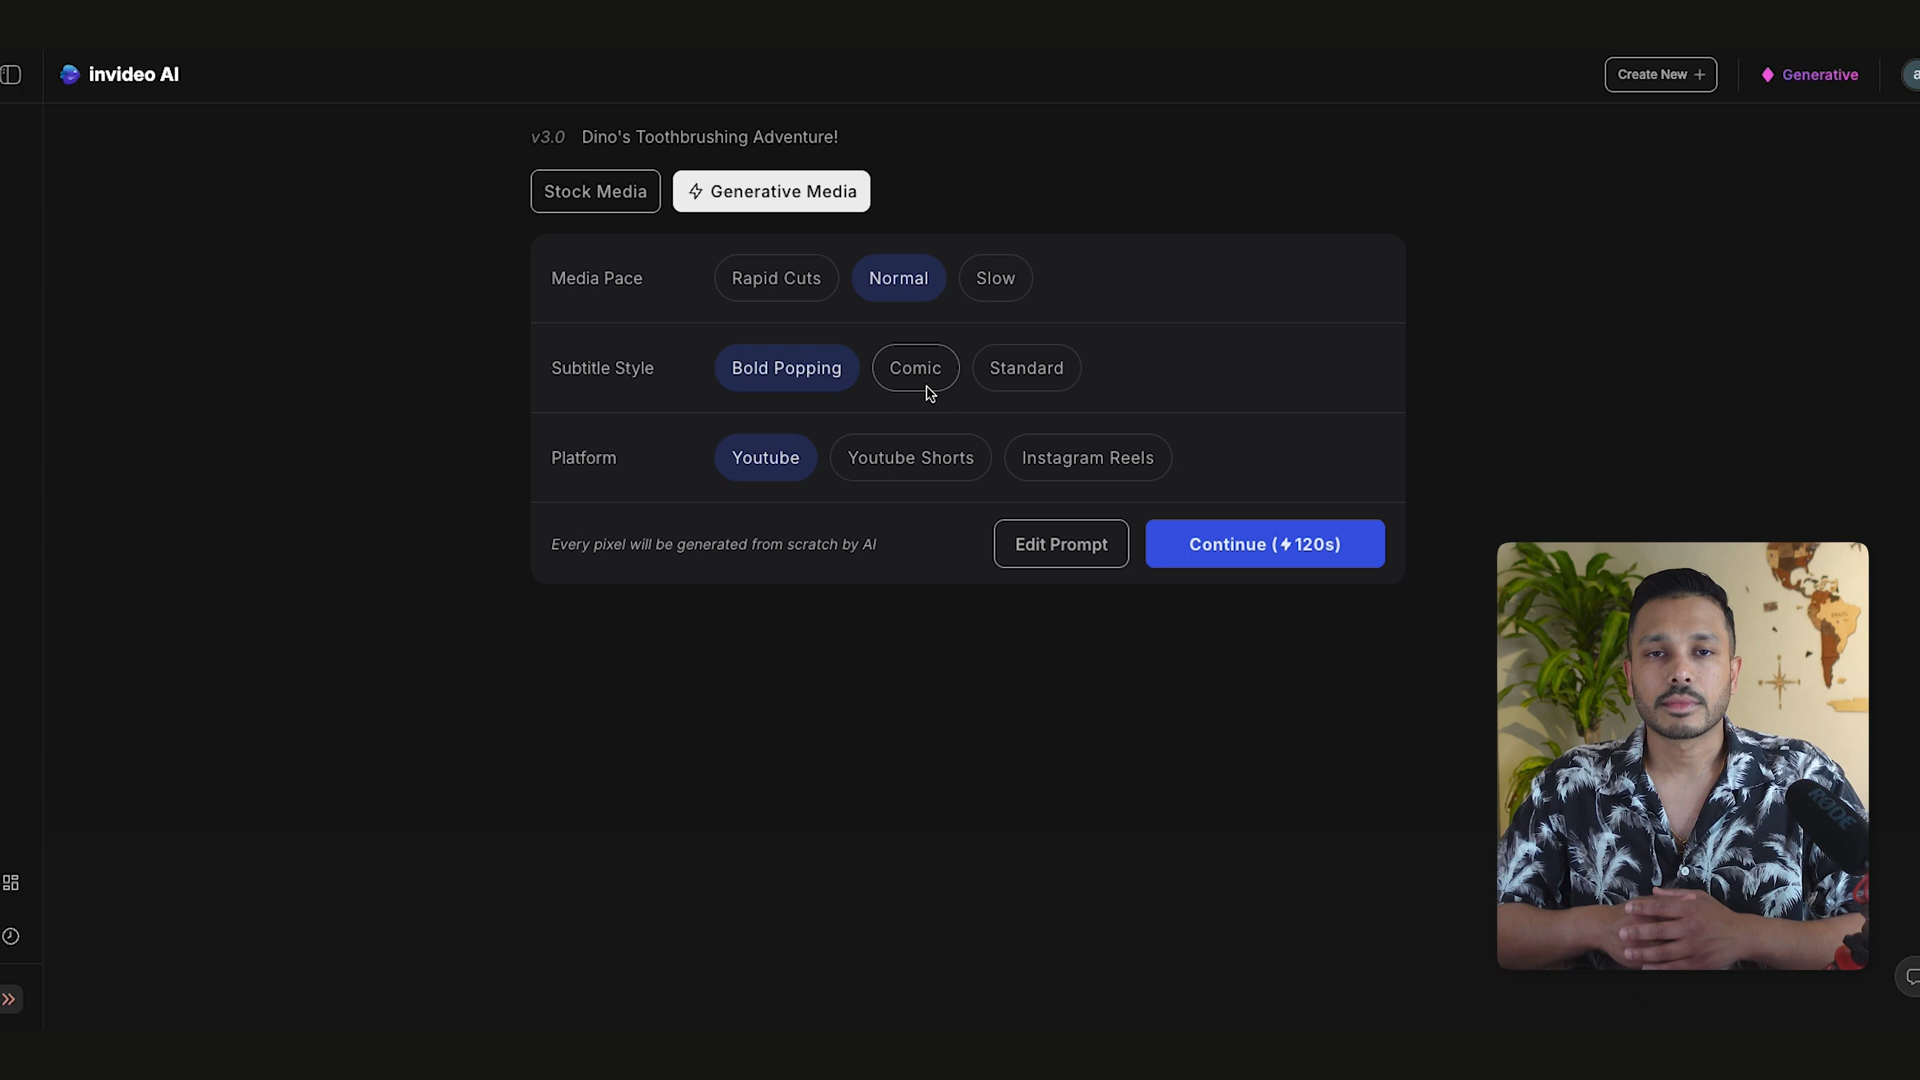 invideo AI
Create New +
Generative
a
v3.0 Dino's Toothbrushing Adventure!
Stock Media
Generative Media
Media Pace
Rapid Cuts
Normal
Slow
Subtitle Style
Bold Popping
Comic
Standard
Platform
Youtube
Youtube Shorts
Instagram Reels
Every pixel will be generated from scratch by AI
Edit Prompt
Continue (⚡120s)
BRAZIL
RØDE